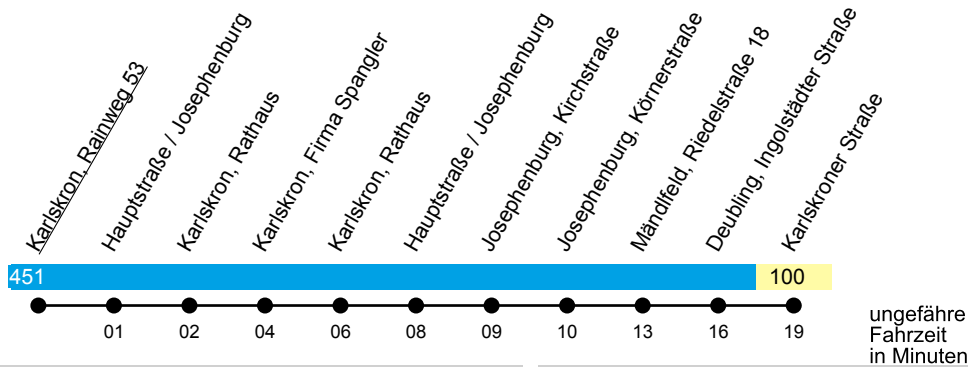 Karlskron, Rainweg 53
Hauptstraße / Josephenburg
Karlskron, Rathaus
Karlskron, Firma Spangler
Karlskron, Rathaus
Hauptstraße / Josephenburg
Josephenburg, Kirchstraße
Josephenburg, Körnerstraße
Mändlfeld, Riedelstraße 18
Deubling, Ingolstädter Straße
Karlskroner Straße
451 100
01 02 04 06 08 09 10 13 16 19
ungefähre
Fahrzeit
in Minuten